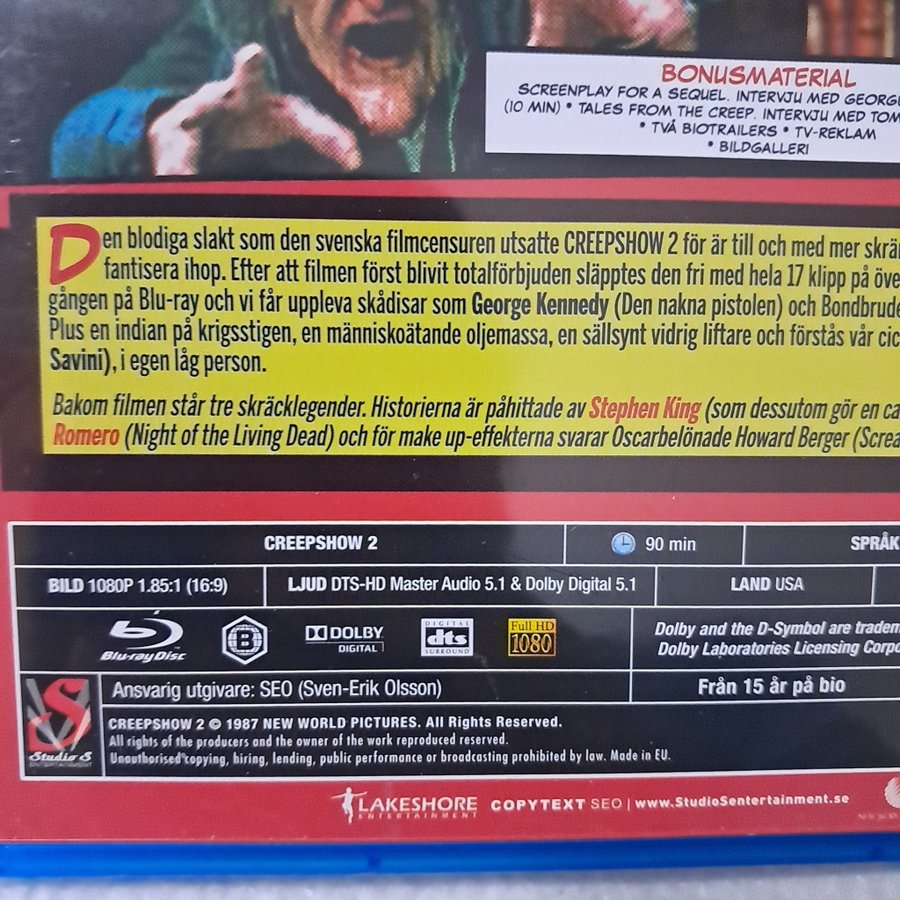 BONUSMATERIAL
SCREENPLAY FOR A SEQUEL. INTERVJU MED GEORGE
(10 MIN) • TALES FROM THE CREEP. INTERVJU MED TOM
• TVÅ BIOTRAILERS • TV-REKLAM
• BILDGALLERI
Den blodiga slakt som den svenska filmcensuren utsatte CREEPSHOW 2 för är till och med mer skrä
fantisera ihop. Efter att filmen först blivit totalförbjuden släpptes den fri med hela 17 klipp på öve
gången på Blu-ray och vi får uppleva skådisar som George Kennedy (Den nakna pistolen) och Bondbrude
Plus en indian på krigsstigen, en människoätande oljemassa, en sällsynt vidrig liftare och förstås vår cic
Savini), i egen låg person.
Bakom filmen står tre skräcklegender. Historierna är påhittade av Stephen King (som dessutom gör en ca
Romero (Night of the Living Dead) och för make up-effekterna svarar Oscarbelönade Howard Berger (Screa
CREEPSHOW 2 90 min SPRÅK
BILD 1080P 1.85:1 (16:9) LJUD DTS-HD Master Audio 5.1 & Dolby Digital 5.1 LAND USA
Blu-ray Disc B DOLBY DIGITAL DIGITAL dts SURROUND Full HD 1080
Dolby and the D-Symbol are tradem
Dolby Laboratories Licensing Corpo
Ansvarig utgivare: SEO (Sven-Erik Olsson) Från 15 år på bio
S Studio S ENTERTAINMENT
CREEPSHOW 2 © 1987 NEW WORLD PICTURES. All Rights Reserved.
All rights of the producers and the owner of the work reproduced reserved.
Unauthorised copying, hiring, lending, public performance or broadcasting prohibited by law. Made in EU.
LAKESHORE ENTERTAINMENT COPYTEXT SEO | www.StudioSentertainment.se